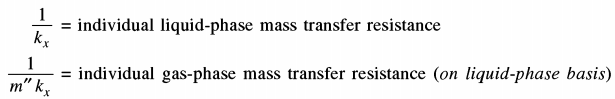 1/k_x = individual liquid-phase mass transfer resistance
1/(m″ k_x) = individual gas-phase mass transfer resistance (on liquid-phase basis)